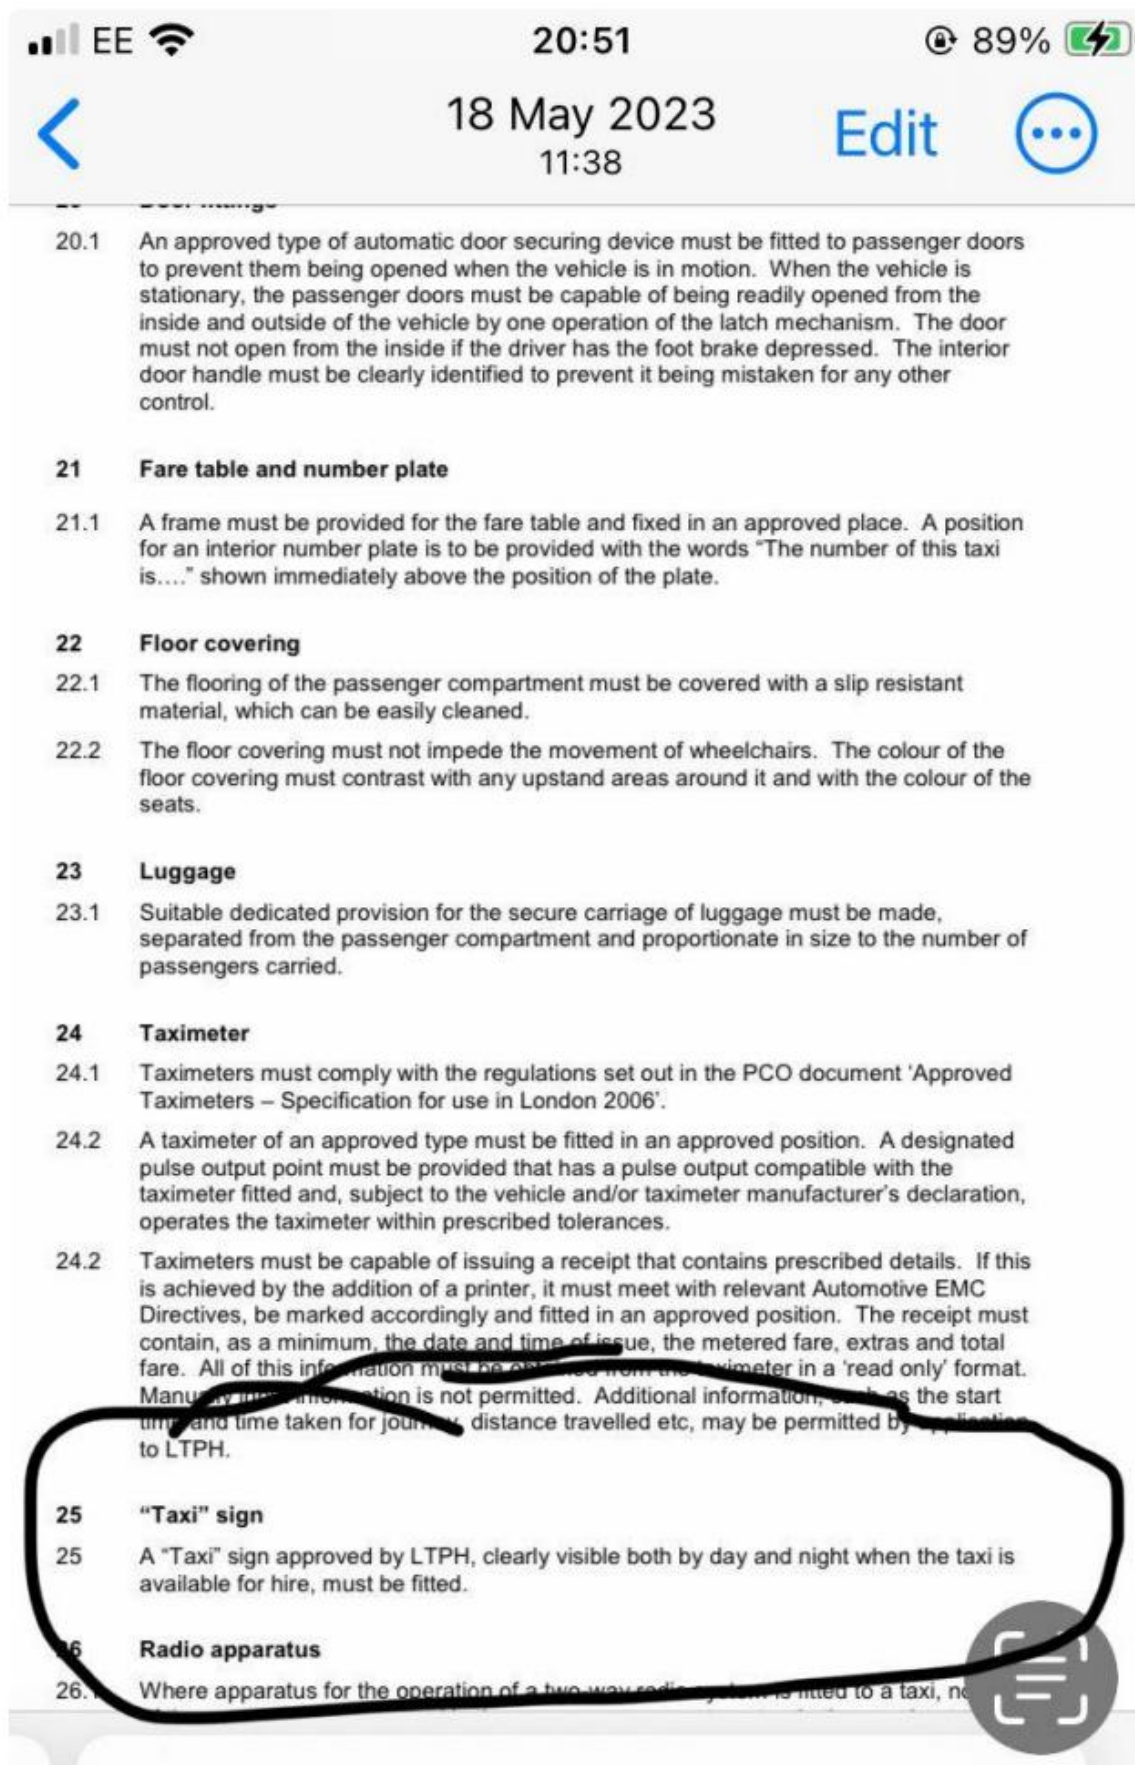 EE 20:51 89%
18 May 2023 Edit
11:38
20.1 An approved type of automatic door securing device must be fitted to passenger doors
to prevent them being opened when the vehicle is in motion. When the vehicle is
stationary, the passenger doors must be capable of being readily opened from the
inside and outside of the vehicle by one operation of the latch mechanism. The door
must not open from the inside if the driver has the foot brake depressed. The interior
door handle must be clearly identified to prevent it being mistaken for any other
control.
21 Fare table and number plate
21.1 A frame must be provided for the fare table and fixed in an approved place. A position
for an interior number plate is to be provided with the words “The number of this taxi
is....” shown immediately above the position of the plate.
22 Floor covering
22.1 The flooring of the passenger compartment must be covered with a slip resistant
material, which can be easily cleaned.
22.2 The floor covering must not impede the movement of wheelchairs. The colour of the
floor covering must contrast with any upstand areas around it and with the colour of the
seats.
23 Luggage
23.1 Suitable dedicated provision for the secure carriage of luggage must be made,
separated from the passenger compartment and proportionate in size to the number of
passengers carried.
24 Taximeter
24.1 Taximeters must comply with the regulations set out in the PCO document ‘Approved
Taximeters – Specification for use in London 2006’.
24.2 A taximeter of an approved type must be fitted in an approved position. A designated
pulse output point must be provided that has a pulse output compatible with the
taximeter fitted and, subject to the vehicle and/or taximeter manufacturer’s declaration,
operates the taximeter within prescribed tolerances.
24.2 Taximeters must be capable of issuing a receipt that contains prescribed details. If this
is achieved by the addition of a printer, it must meet with relevant Automotive EMC
Directives, be marked accordingly and fitted in an approved position. The receipt must
contain, as a minimum, the date and time of issue, the metered fare, extras and total
fare. All of this information must be obtained from the taximeter in a ‘read only’ format.
information is not permitted. Additional information, such as the start
time and time taken for journey, distance travelled etc, may be permitted by application
to LTPH.
25 “Taxi” sign
25 A “Taxi” sign approved by LTPH, clearly visible both by day and night when the taxi is
available for hire, must be fitted.
26 Radio apparatus
26. Where apparatus for the operation of a two-way radio system is fitted to a taxi, no